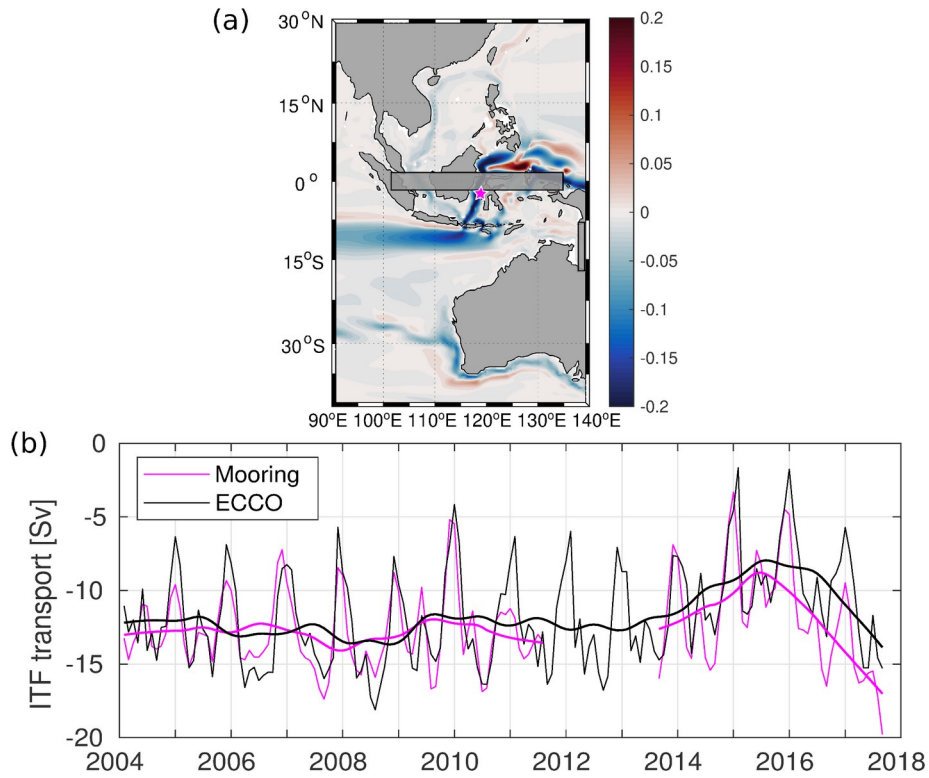 (a)
30°N
15°N
0°
15°S
30°S
90°E 100°E 110°E 120°E 130°E 140°E
0.2
0.15
0.1
0.05
0
-0.05
-0.1
-0.15
-0.2
(b)
ITF transport [Sv]
0
-5
-10
-15
-20
Mooring
ECCO
2004 2006 2008 2010 2012 2014 2016 2018